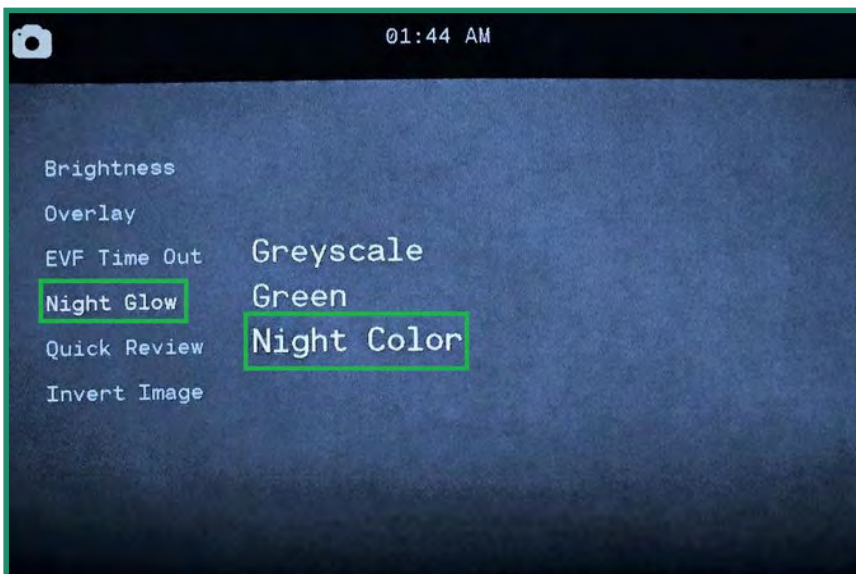 01:44 AM
Brightness
Overlay
EVF Time Out
Night Glow
Quick Review
Invert Image
Greyscale
Green
Night Color